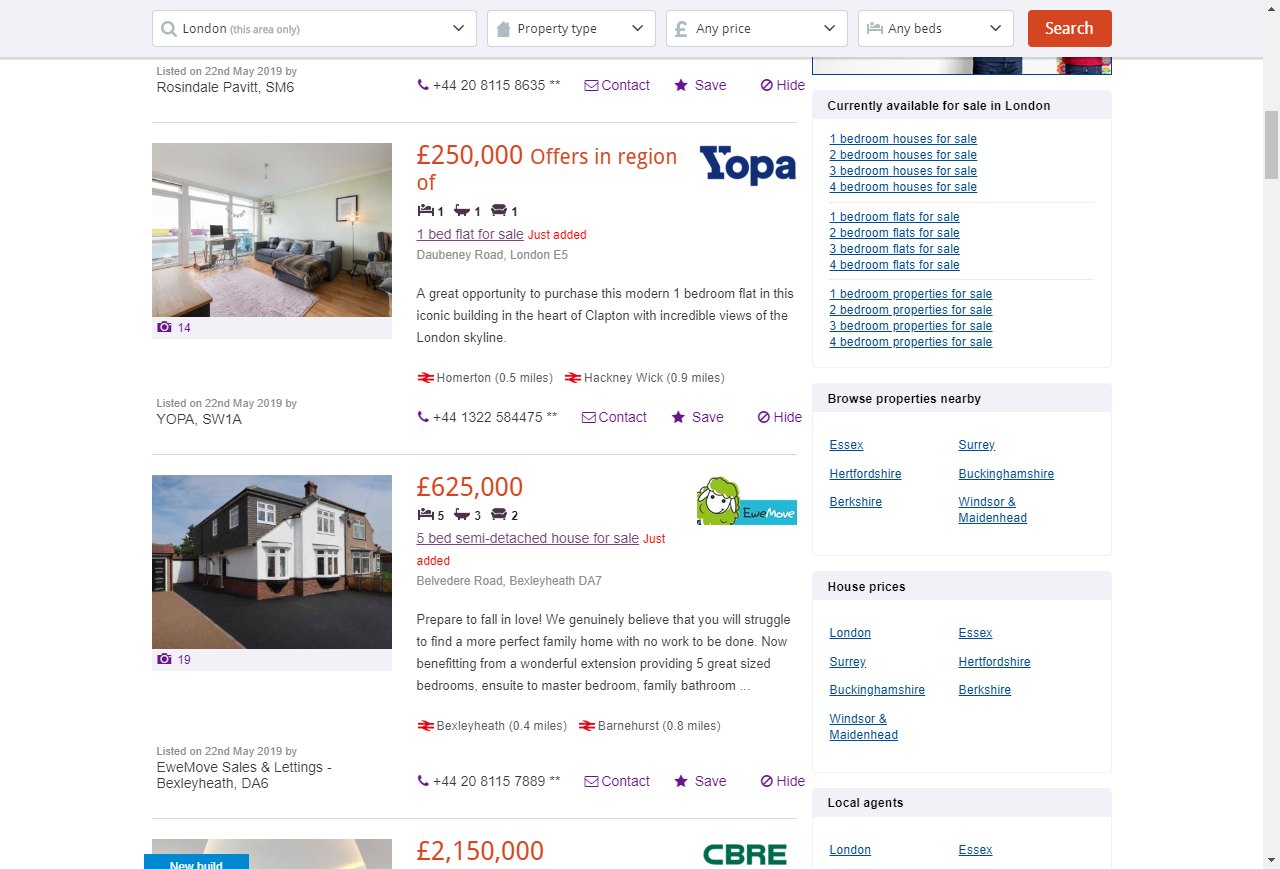 London (this area only)
Property type
Any price
Any beds
Search
Listed on 22nd May 2019 by
Rosindale Pavitt, SM6
+44 20 8115 8635 **
Contact
Save
Hide
£250,000 Offers in region
of
Yopa
1 1 1
1 bed flat for sale Just added
Daubeney Road, London E5
A great opportunity to purchase this modern 1 bedroom flat in this
iconic building in the heart of Clapton with incredible views of the
London skyline.
14
Homerton (0.5 miles) Hackney Wick (0.9 miles)
Listed on 22nd May 2019 by
YOPA, SW1A
+44 1322 584475 **
Contact
Save
Hide
£625,000
EweMove
5 3 2
5 bed semi-detached house for sale Just
added
Belvedere Road, Bexleyheath DA7
Prepare to fall in love! We genuinely believe that you will struggle
to find a more perfect family home with no work to be done. Now
benefitting from a wonderful extension providing 5 great sized
bedrooms, ensuite to master bedroom, family bathroom ...
19
Bexleyheath (0.4 miles) Barnehurst (0.8 miles)
Listed on 22nd May 2019 by
EweMove Sales & Lettings -
Bexleyheath, DA6
+44 20 8115 7889 **
Contact
Save
Hide
New build
£2,150,000
CBRE
Currently available for sale in London
1 bedroom houses for sale
2 bedroom houses for sale
3 bedroom houses for sale
4 bedroom houses for sale
1 bedroom flats for sale
2 bedroom flats for sale
3 bedroom flats for sale
4 bedroom flats for sale
1 bedroom properties for sale
2 bedroom properties for sale
3 bedroom properties for sale
4 bedroom properties for sale
Browse properties nearby
Essex Surrey
Hertfordshire Buckinghamshire
Berkshire Windsor &
Maidenhead
House prices
London Essex
Surrey Hertfordshire
Buckinghamshire Berkshire
Windsor &
Maidenhead
Local agents
London Essex